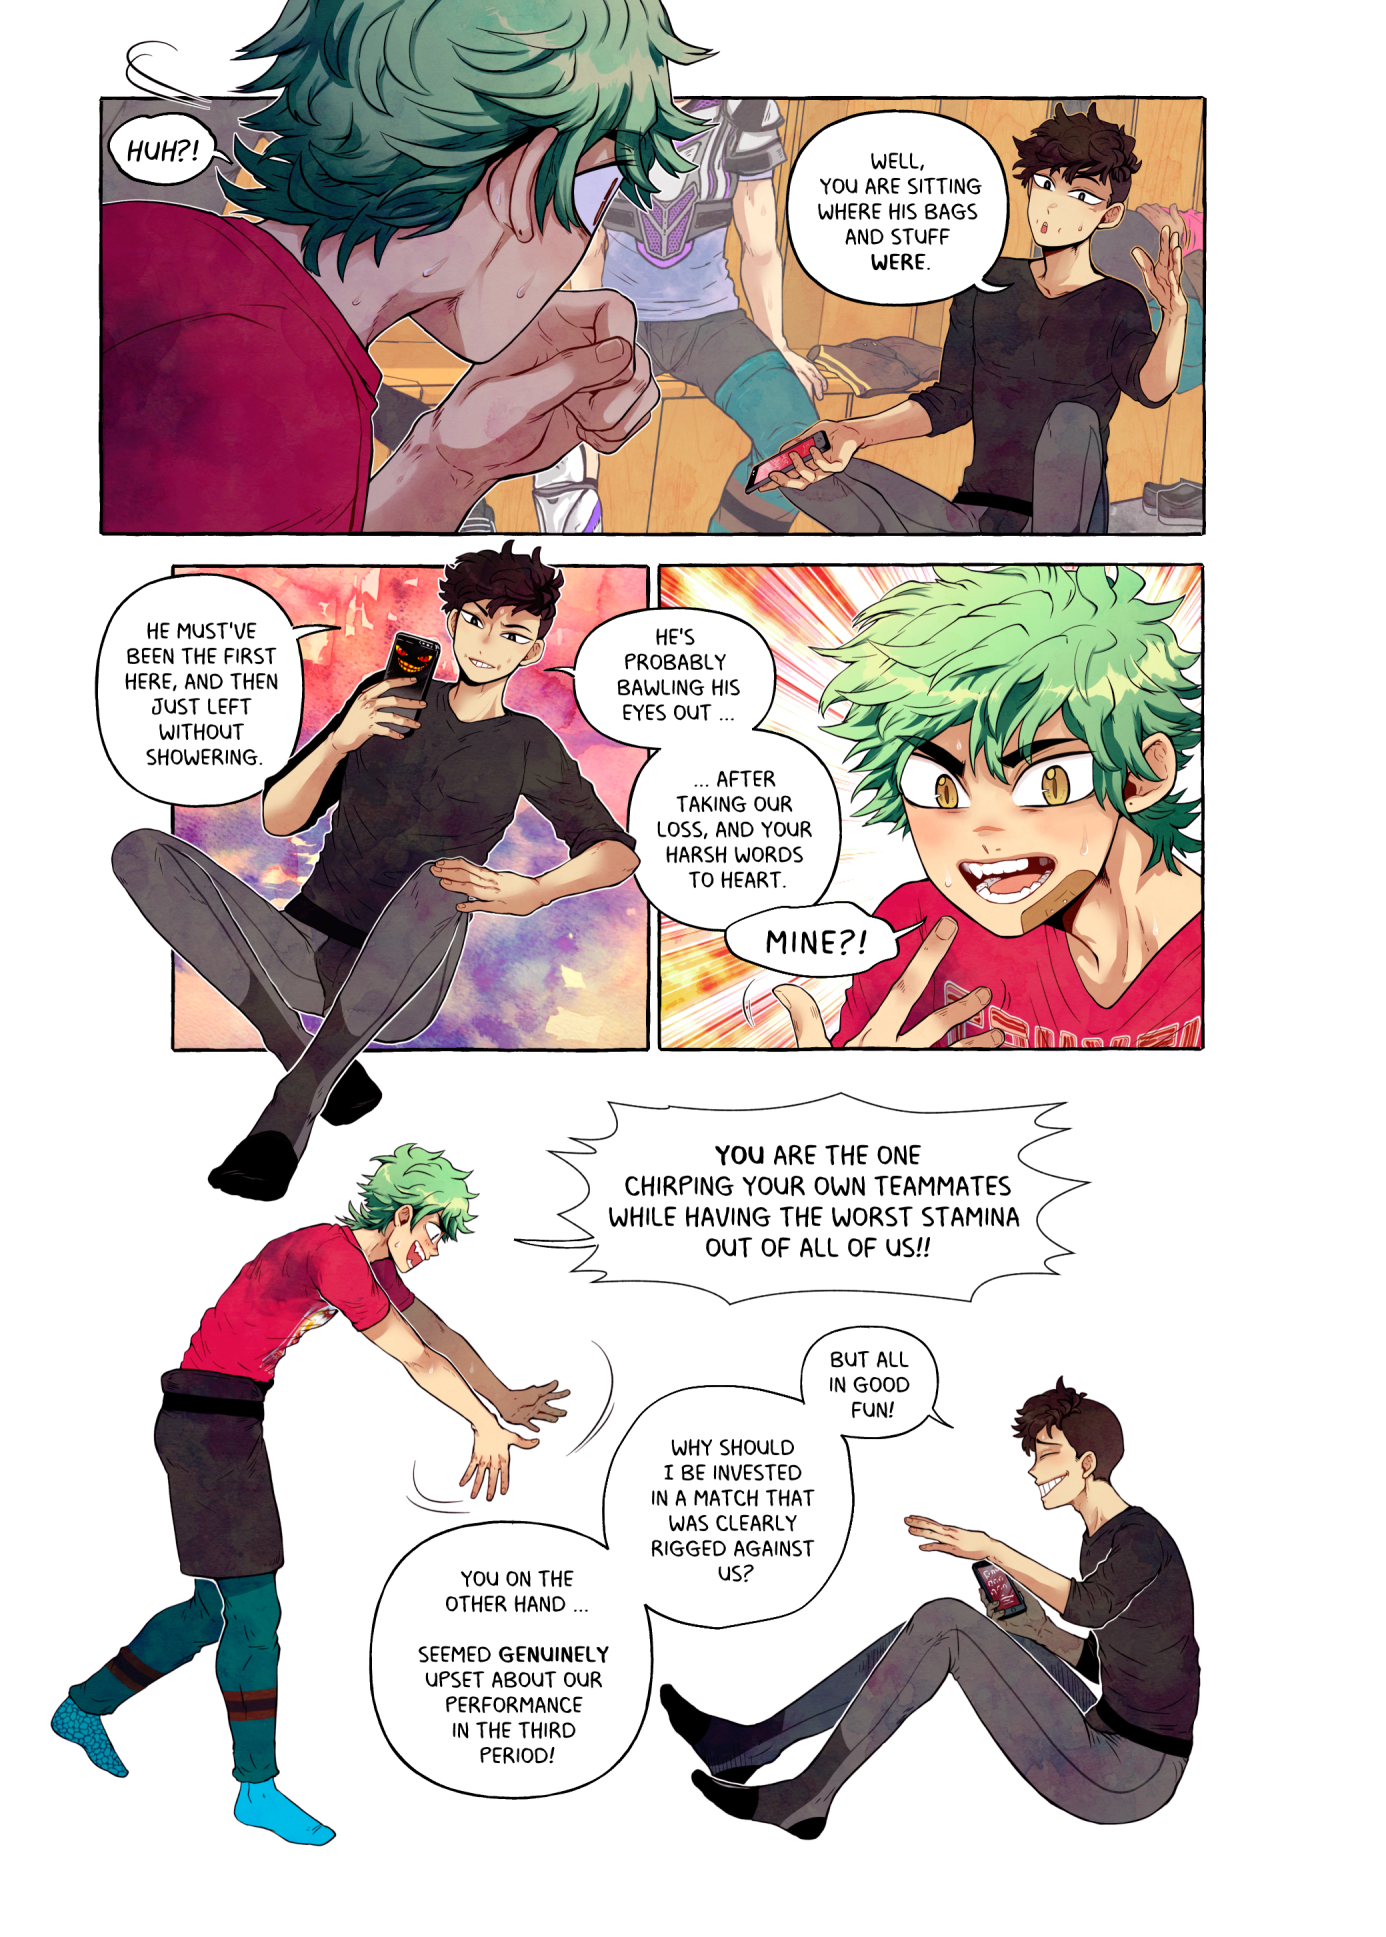 HUH?!
WELL,
YOU ARE SITTING
WHERE HIS BAGS
AND STUFF
WERE.
HE MUST'VE
BEEN THE FIRST
HERE, AND THEN
JUST LEFT
WITHOUT
SHOWERING.
HE'S
PROBABLY
BAWLING HIS
EYES OUT ...
... AFTER
TAKING OUR
LOSS, AND YOUR
HARSH WORDS
TO HEART.
MINE?!
YOU ARE THE ONE
CHIRPING YOUR OWN TEAMMATES
WHILE HAVING THE WORST STAMINA
OUT OF ALL OF US!!
BUT ALL
IN GOOD
FUN!
WHY SHOULD
I BE INVESTED
IN A MATCH THAT
WAS CLEARLY
RIGGED AGAINST
US?
YOU ON THE
OTHER HAND ...
SEEMED GENUINELY
UPSET ABOUT OUR
PERFORMANCE
IN THE THIRD
PERIOD!